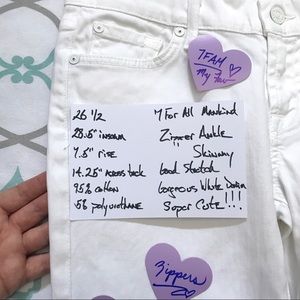 7FAM
My Fav
26 1/2
28.5" inseam
7.5" rise
14.25" across back
95% cotton
5% polyurethane
7 For All Mankind
Zipper Ankle
Skinny
Good Stretch
Gorgeous White Denim
Super Cute!!!
Zippers